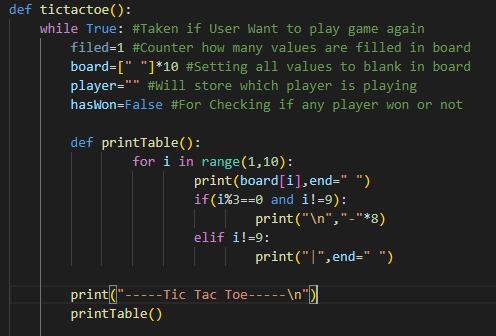 def tictactoe():
    while True: #Taken if User Want to play game again
        filed=1 #Counter how many values are filled in board
        board=[" "]*10 #Setting all values to blank in board
        player="" #Will store which player is playing
        hasWon=False #For Checking if any player won or not
        def printTable():
                for i in range(1,10):
                        print(board[i],end=" ")
                        if(i%3==0 and i!=9):
                                print("\n","-"*8)
                        elif i!=9:
                                print("|",end=" ")
        print("-----Tic Tac Toe-----\n")
        printTable()